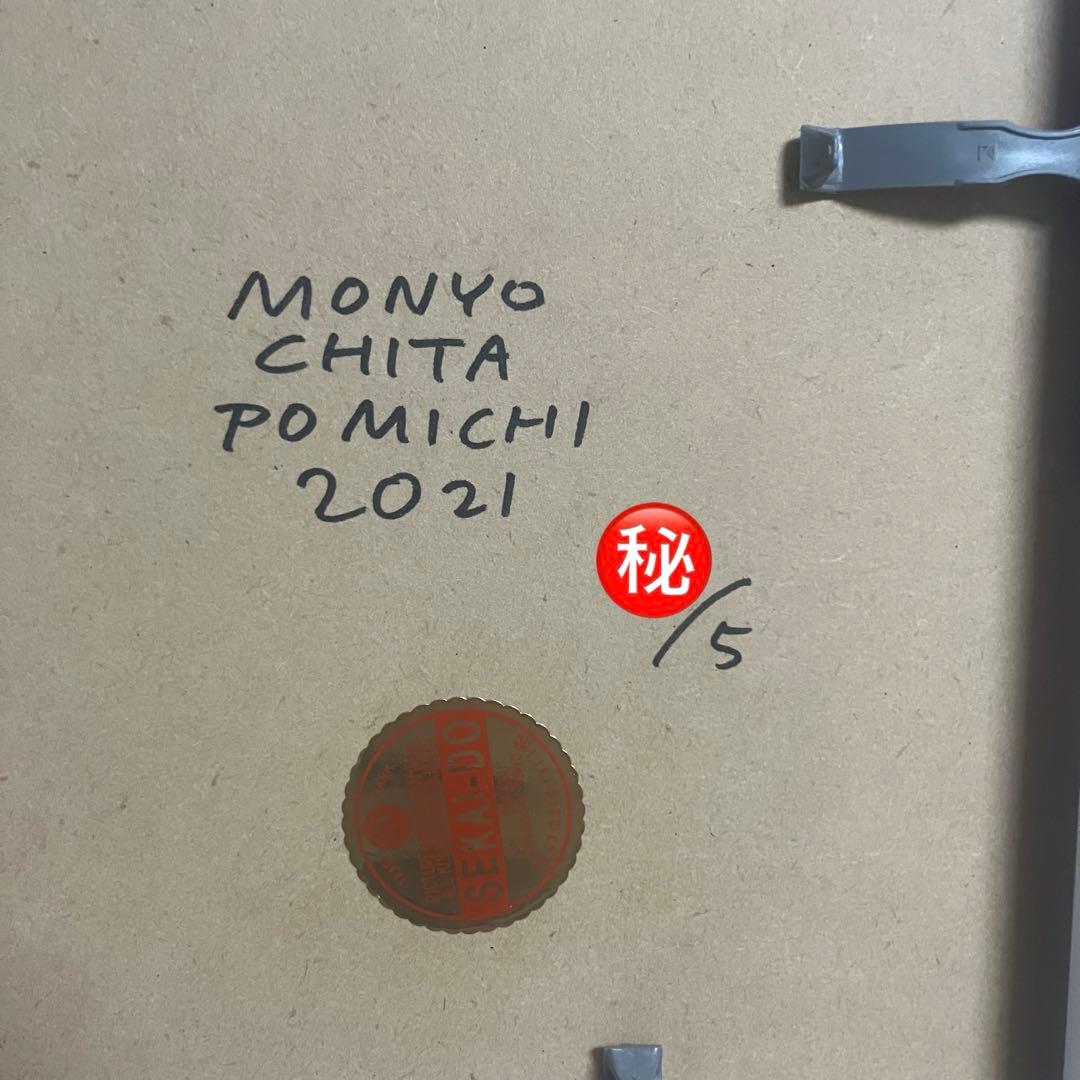 MONYO
CHITA
POMICHI
2021
㊙
/5
SEKAI-DO